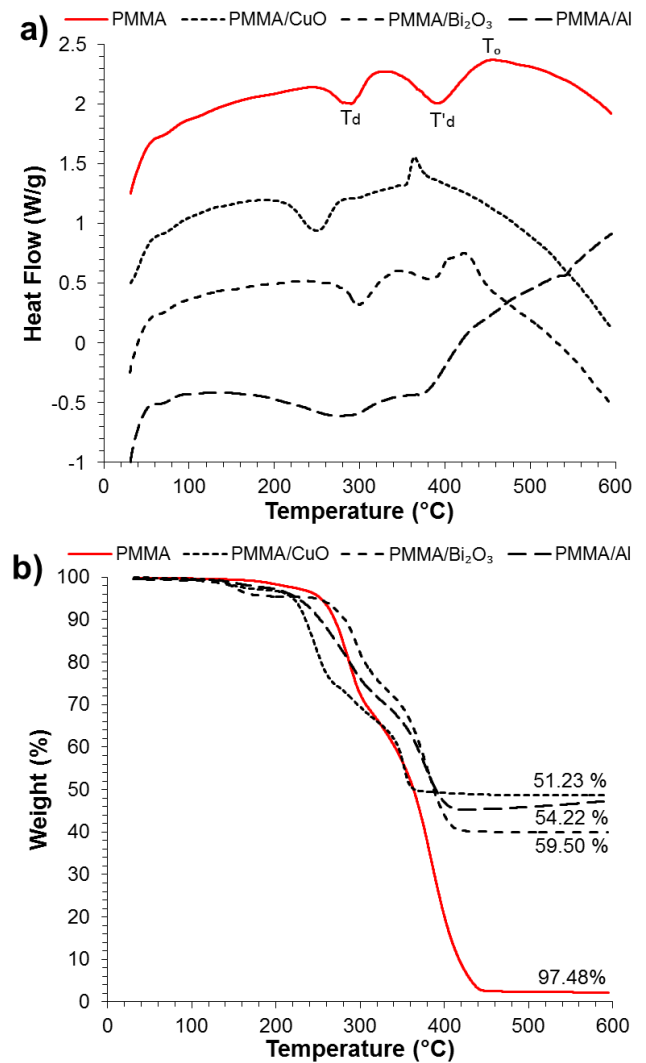 a) PMMA PMMA/CuO PMMA/Bi₂O₃ PMMA/Al
2.5
2
1.5
1
0.5
0
-0.5
-1
Heat Flow (W/g)
Tₒ
T_d T'_d
0 100 200 300 400 500 600
Temperature (°C)
b) PMMA PMMA/CuO PMMA/Bi₂O₃ PMMA/Al
100
90
80
70
60
50
40
30
20
10
0
Weight (%)
51.23 %
54.22 %
59.50 %
97.48%
0 100 200 300 400 500 600
Temperature (°C)